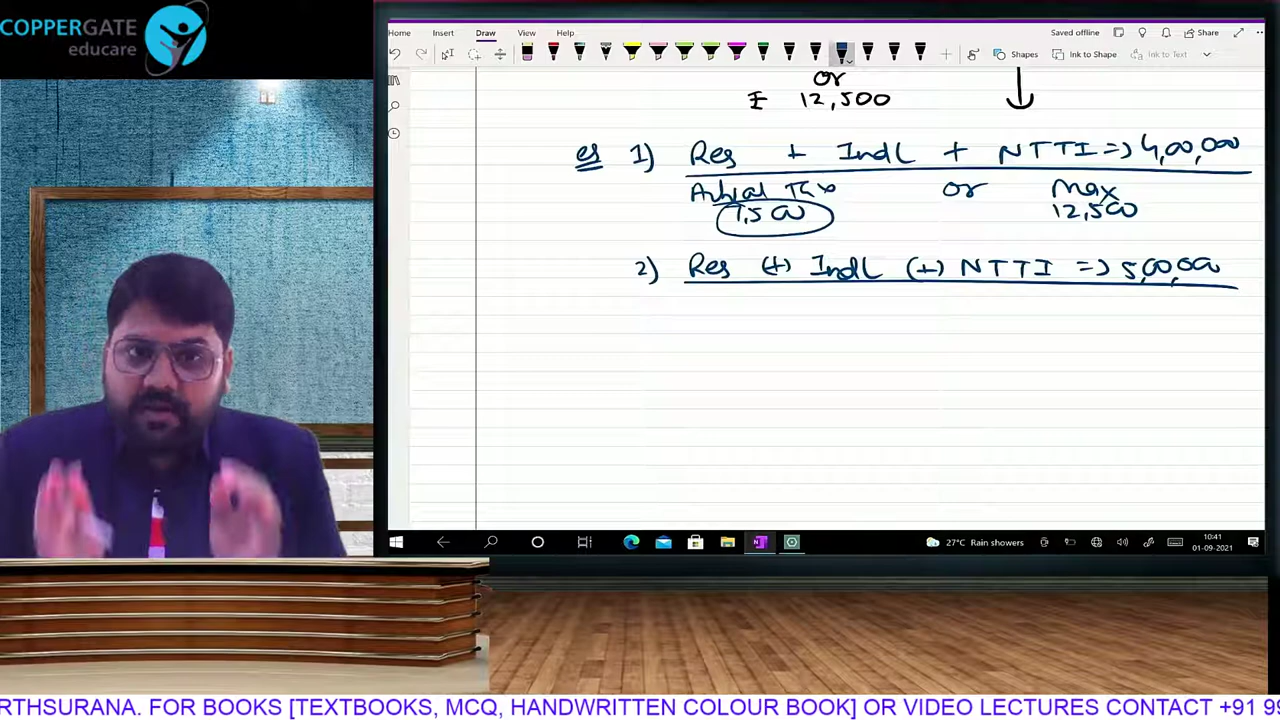 COPPERGATE
educare
Home Insert Draw View Help
Saved offline Share
Shapes Ink to Shape Ink to Text
or
₹ 12,500
eg 1) Res + Indl + NTTI => 4,00,000
Actual Tax or Max
7,500 12,500
2) Res (+) Indl (+) NTTI => 5,00,000
27°C Rain showers
10:41
01-09-2021
RTHSURANA. FOR BOOKS [TEXTBOOKS, MCQ, HANDWRITTEN COLOUR BOOK] OR VIDEO LECTURES CONTACT +91 99